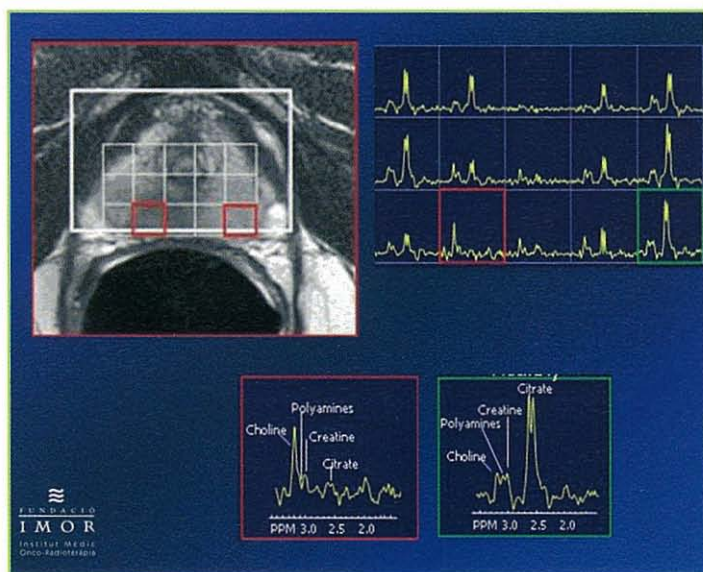 Polyamines
Choline
Creatine
Citrate
PPM 3.0 2.5 2.0
Citrate
Creatine
Polyamines
Choline
PPM 3.0 2.5 2.0
FUNDACIÓ
IMOR
Institut Mèdic
Onco-Radioteràpia